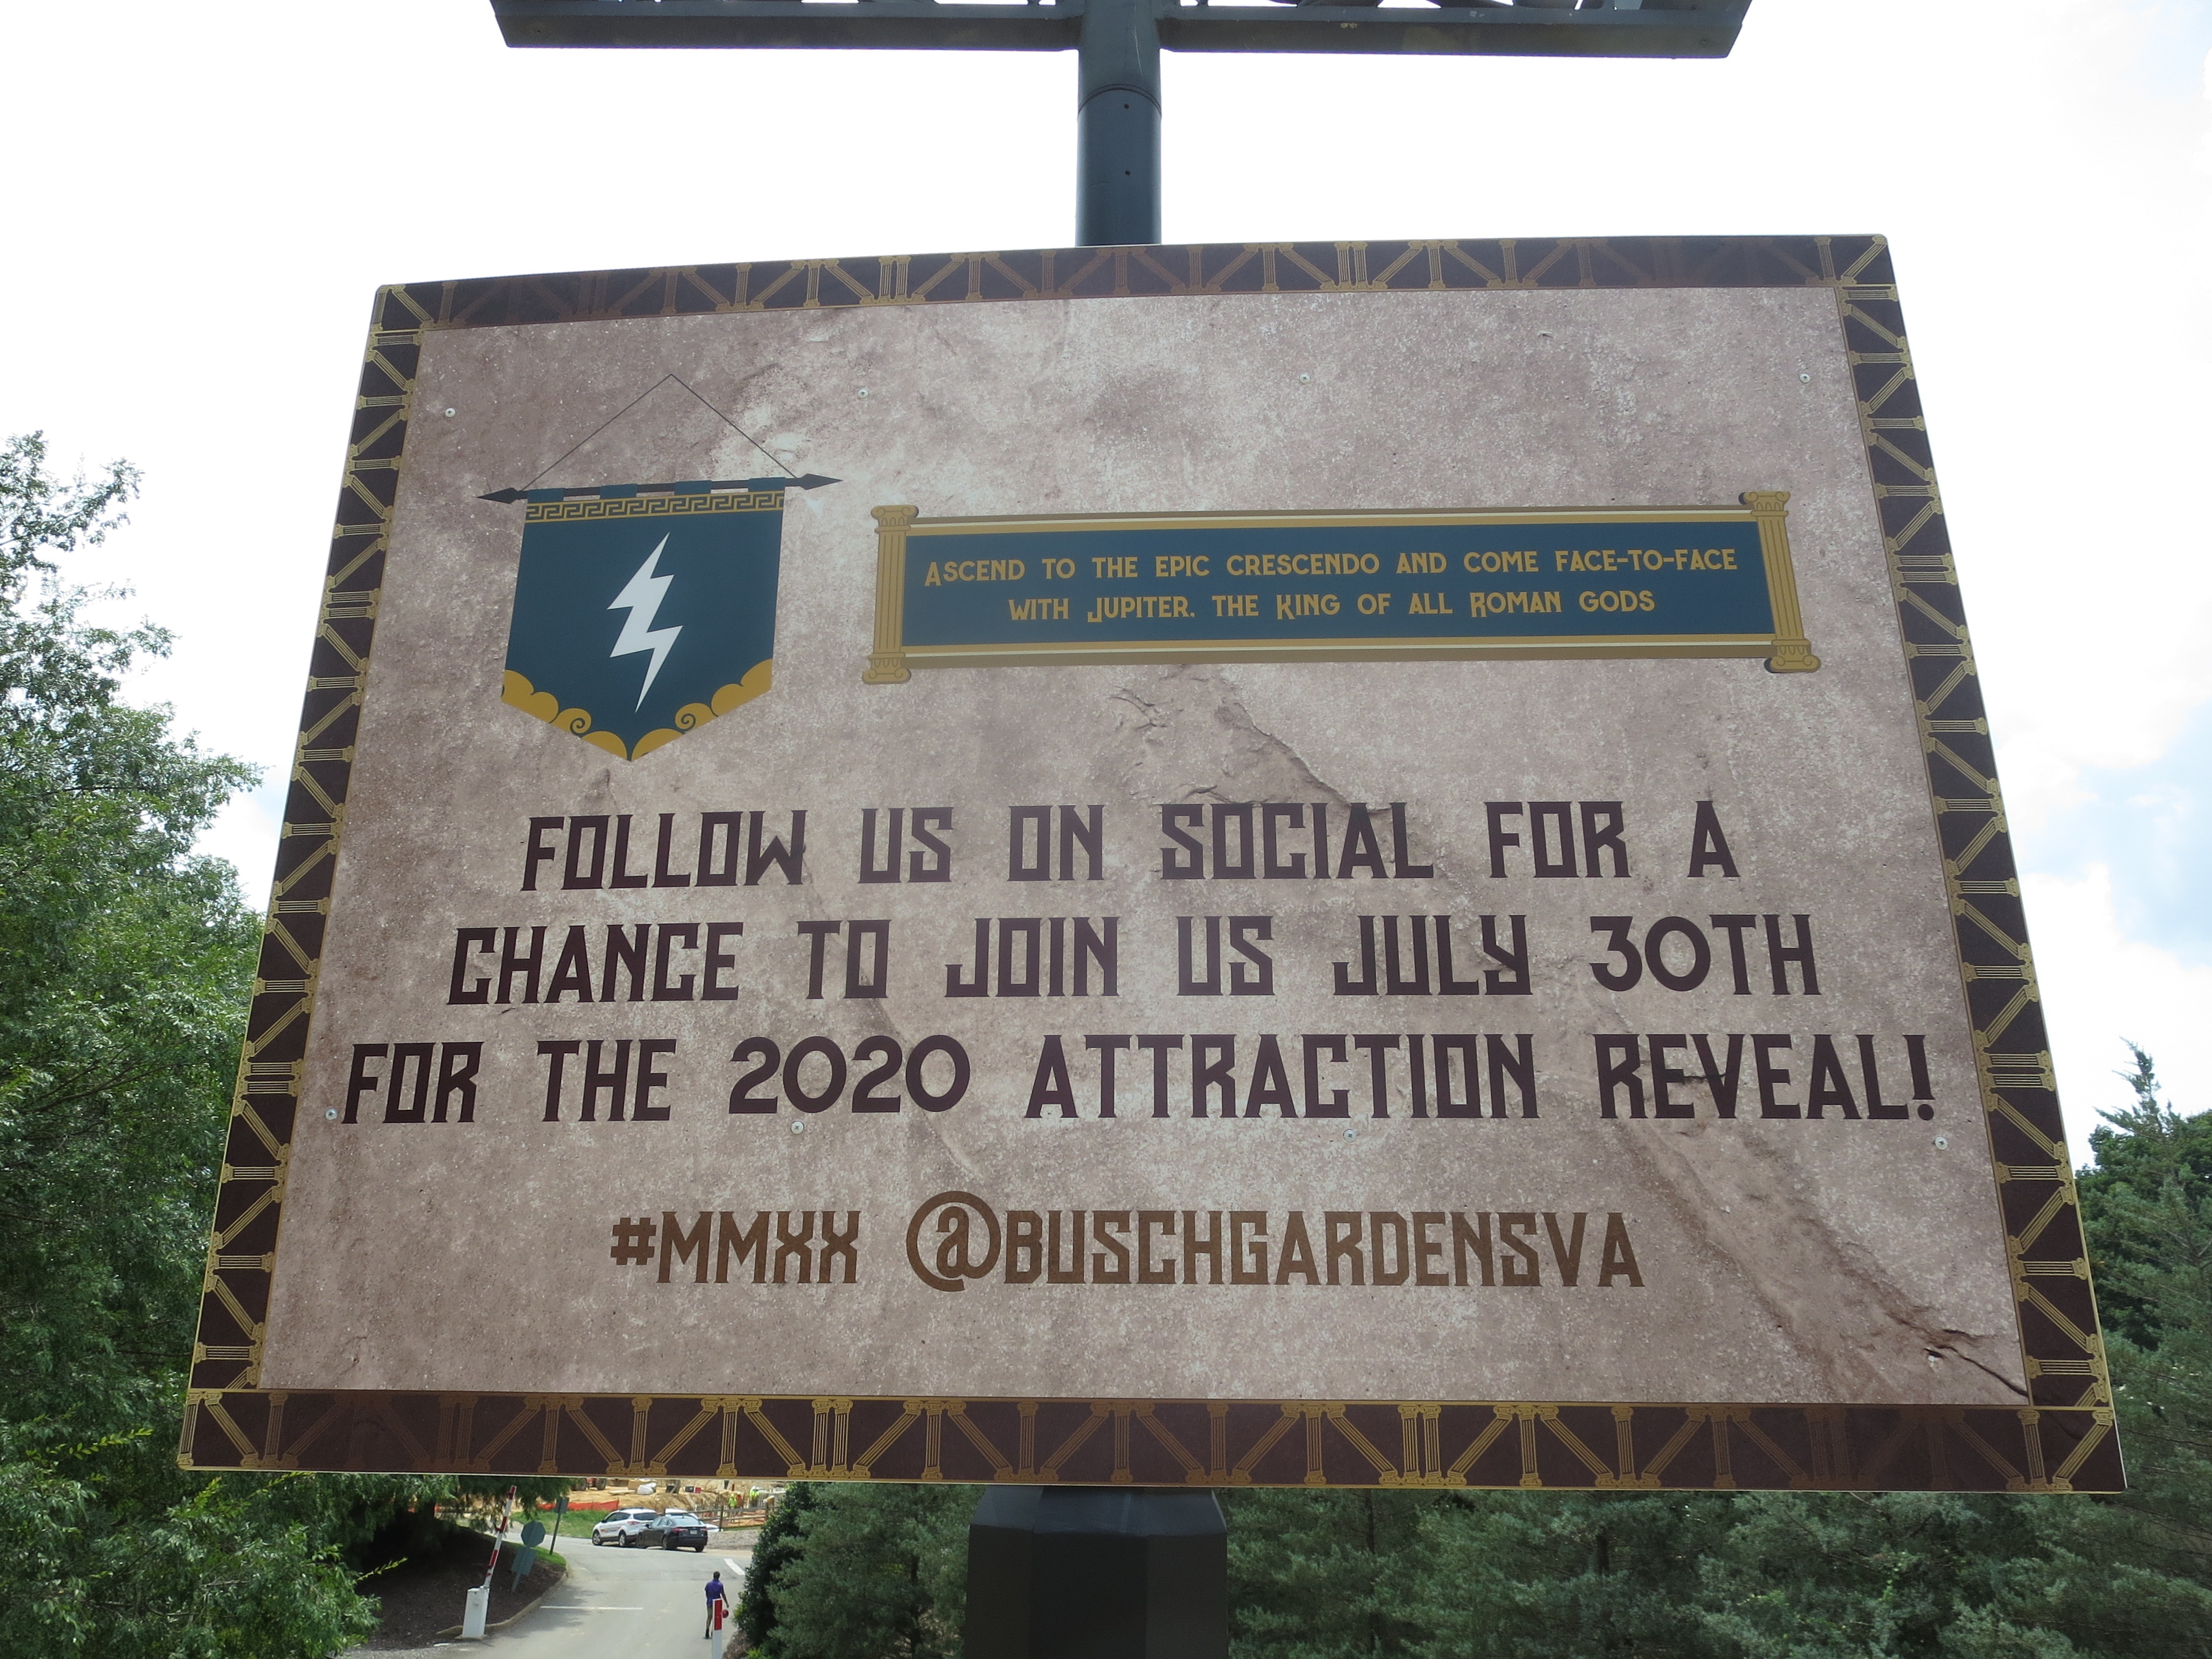 Ascend to the epic crescendo and come face-to-face
with Jupiter, the King of all Roman gods
FOLLOW US ON SOCIAL FOR A
CHANCE TO JOIN US JULY 30TH
FOR THE 2020 ATTRACTION REVEAL!
#MMXX @BUSCHGARDENSVA